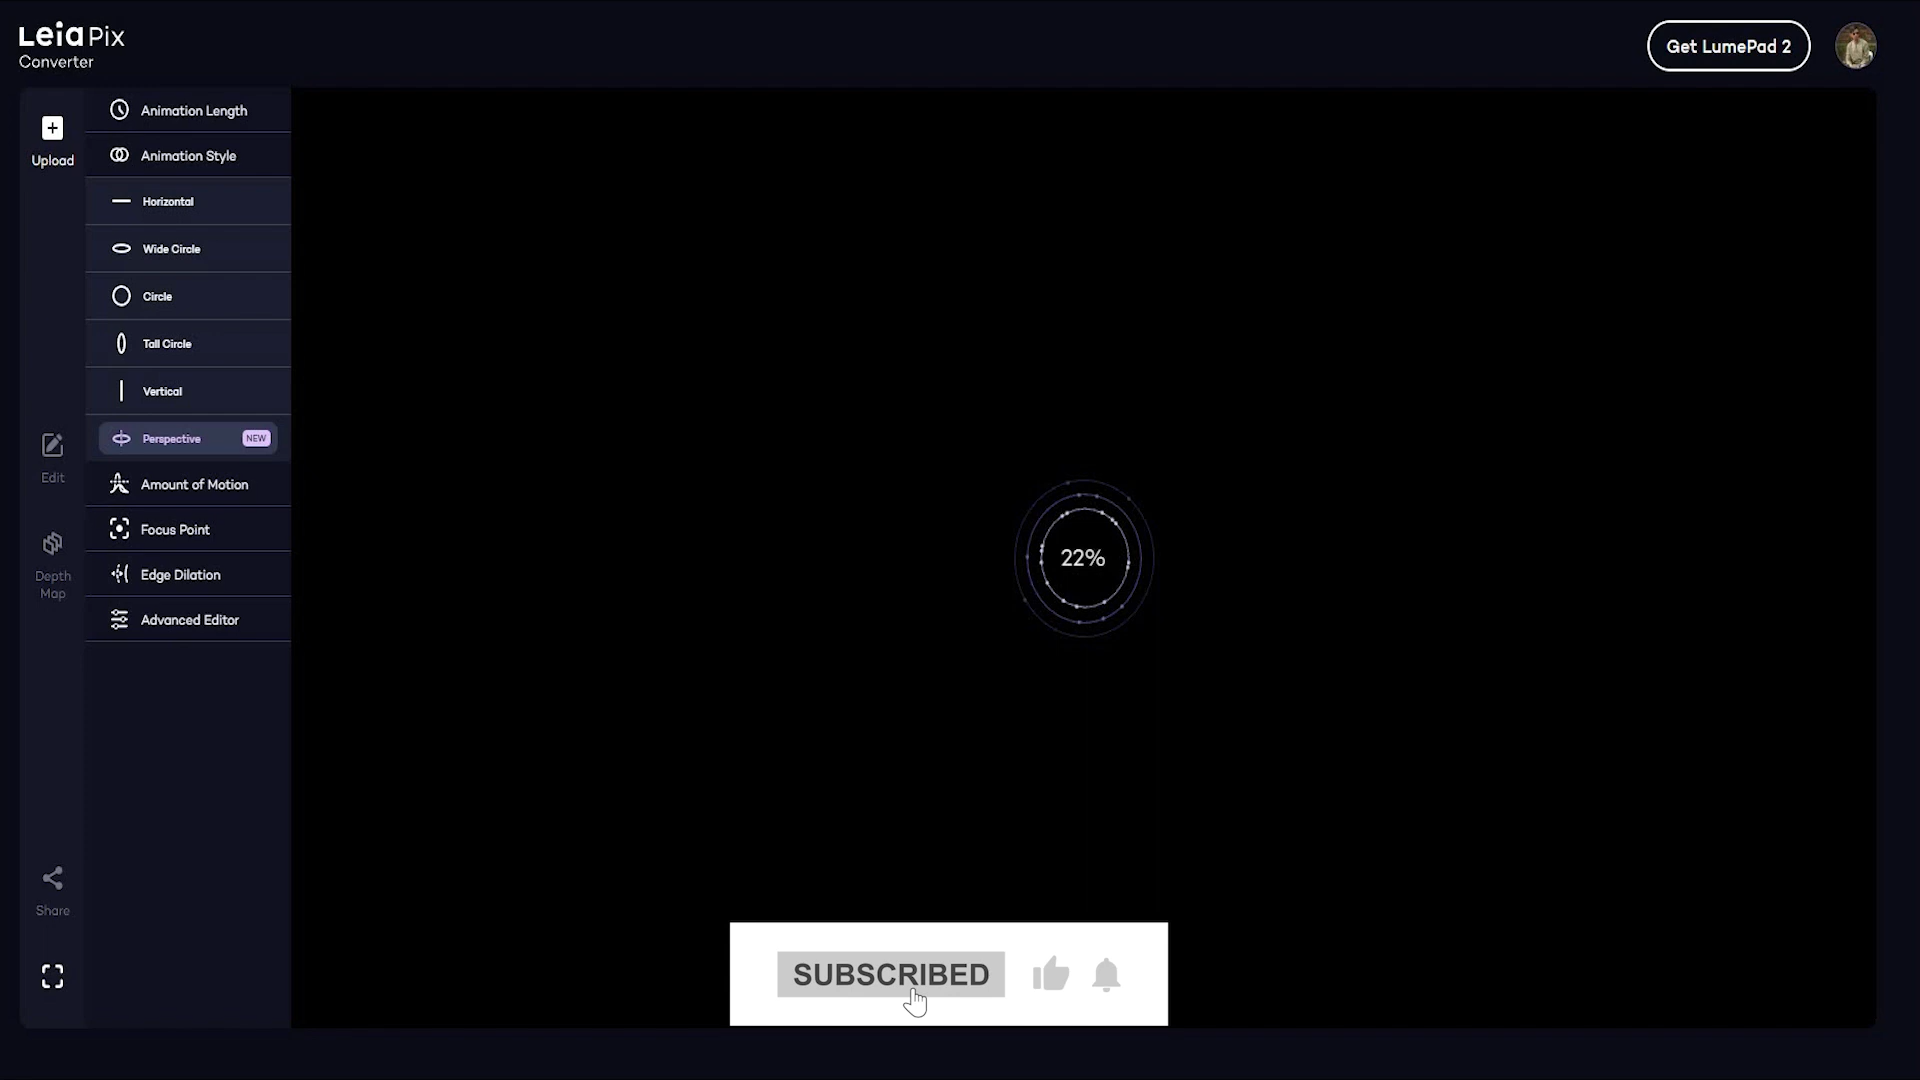 Leia Pix
Converter
Get LumePad 2
Upload
Animation Length
Animation Style
Horizontal
Wide Circle
Circle
Tall Circle
Vertical
Perspective NEW
Edit
Amount of Motion
Focus Point
Depth
Map
Edge Dilation
Advanced Editor
22%
Share
SUBSCRIBED